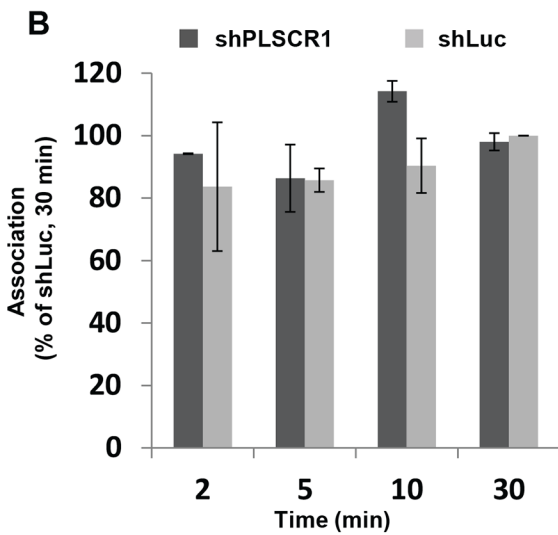 B
shPLSCR1 shLuc
Association
(% of shLuc, 30 min)
120
100
80
60
40
20
0
2 5 10 30
Time (min)